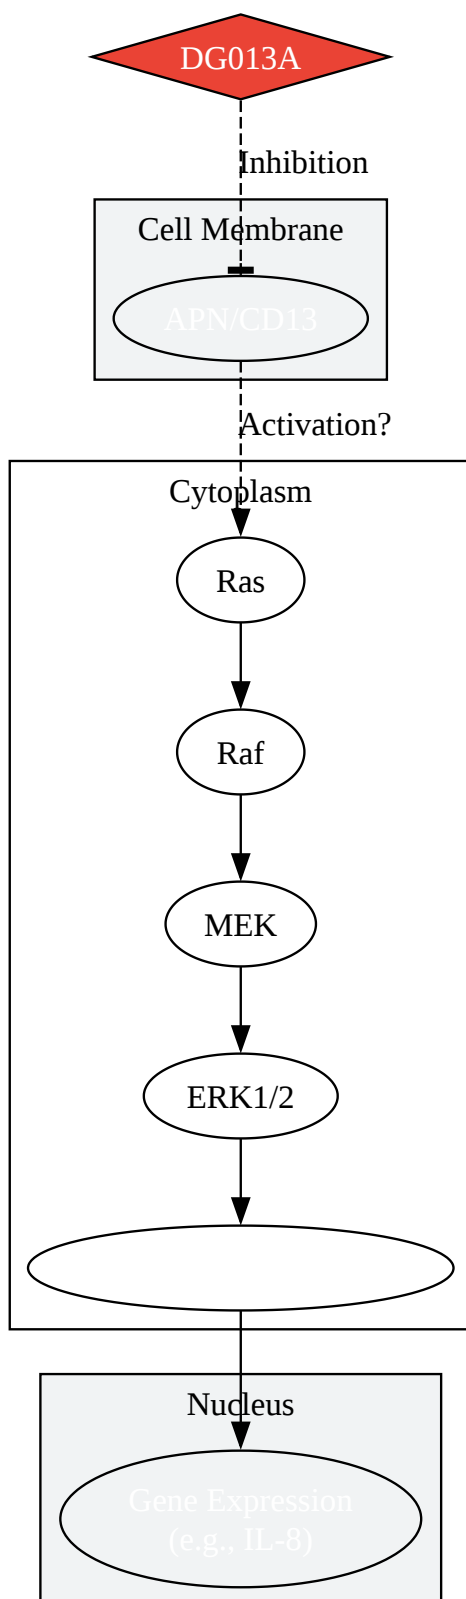 DG013A
Inhibition
Cell Membrane
APN/CD13
Activation?
Cytoplasm
Ras
Raf
MEK
ERK1/2
Nucleus
Gene Expression
(e.g., IL-8)